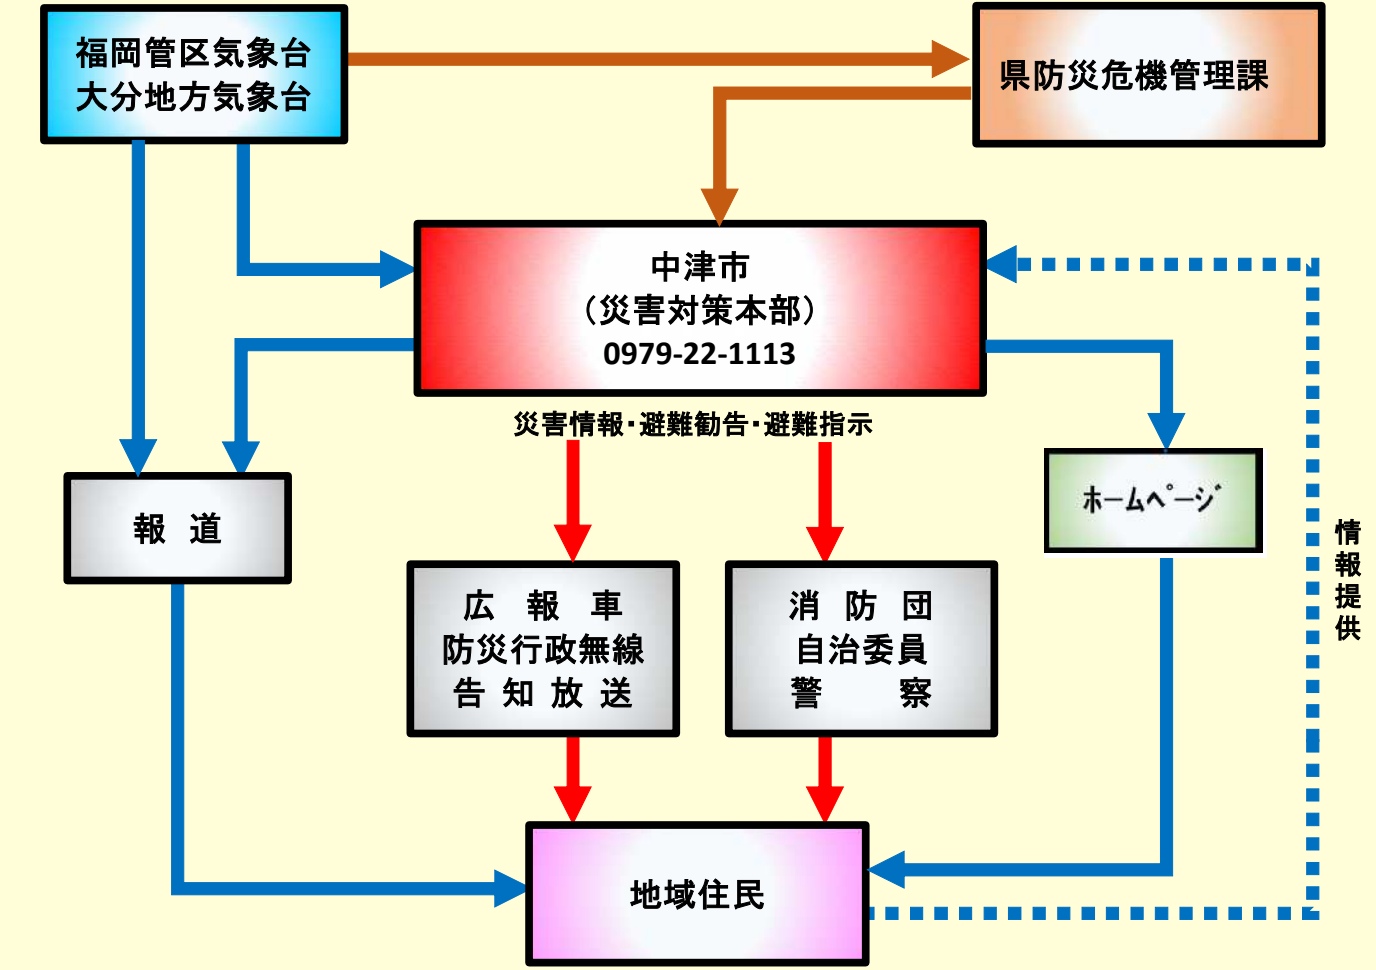 福岡管区気象台
大分地方気象台
県防災危機管理課
中津市
（災害対策本部）
0979-22-1113
災害情報・避難勧告・避難指示
報 道
ﾎｰﾑﾍﾟｰｼﾞ
広 報 車
防災行政無線
告 知 放 送
消 防 団
自治委員
警 察
情報提供
地域住民